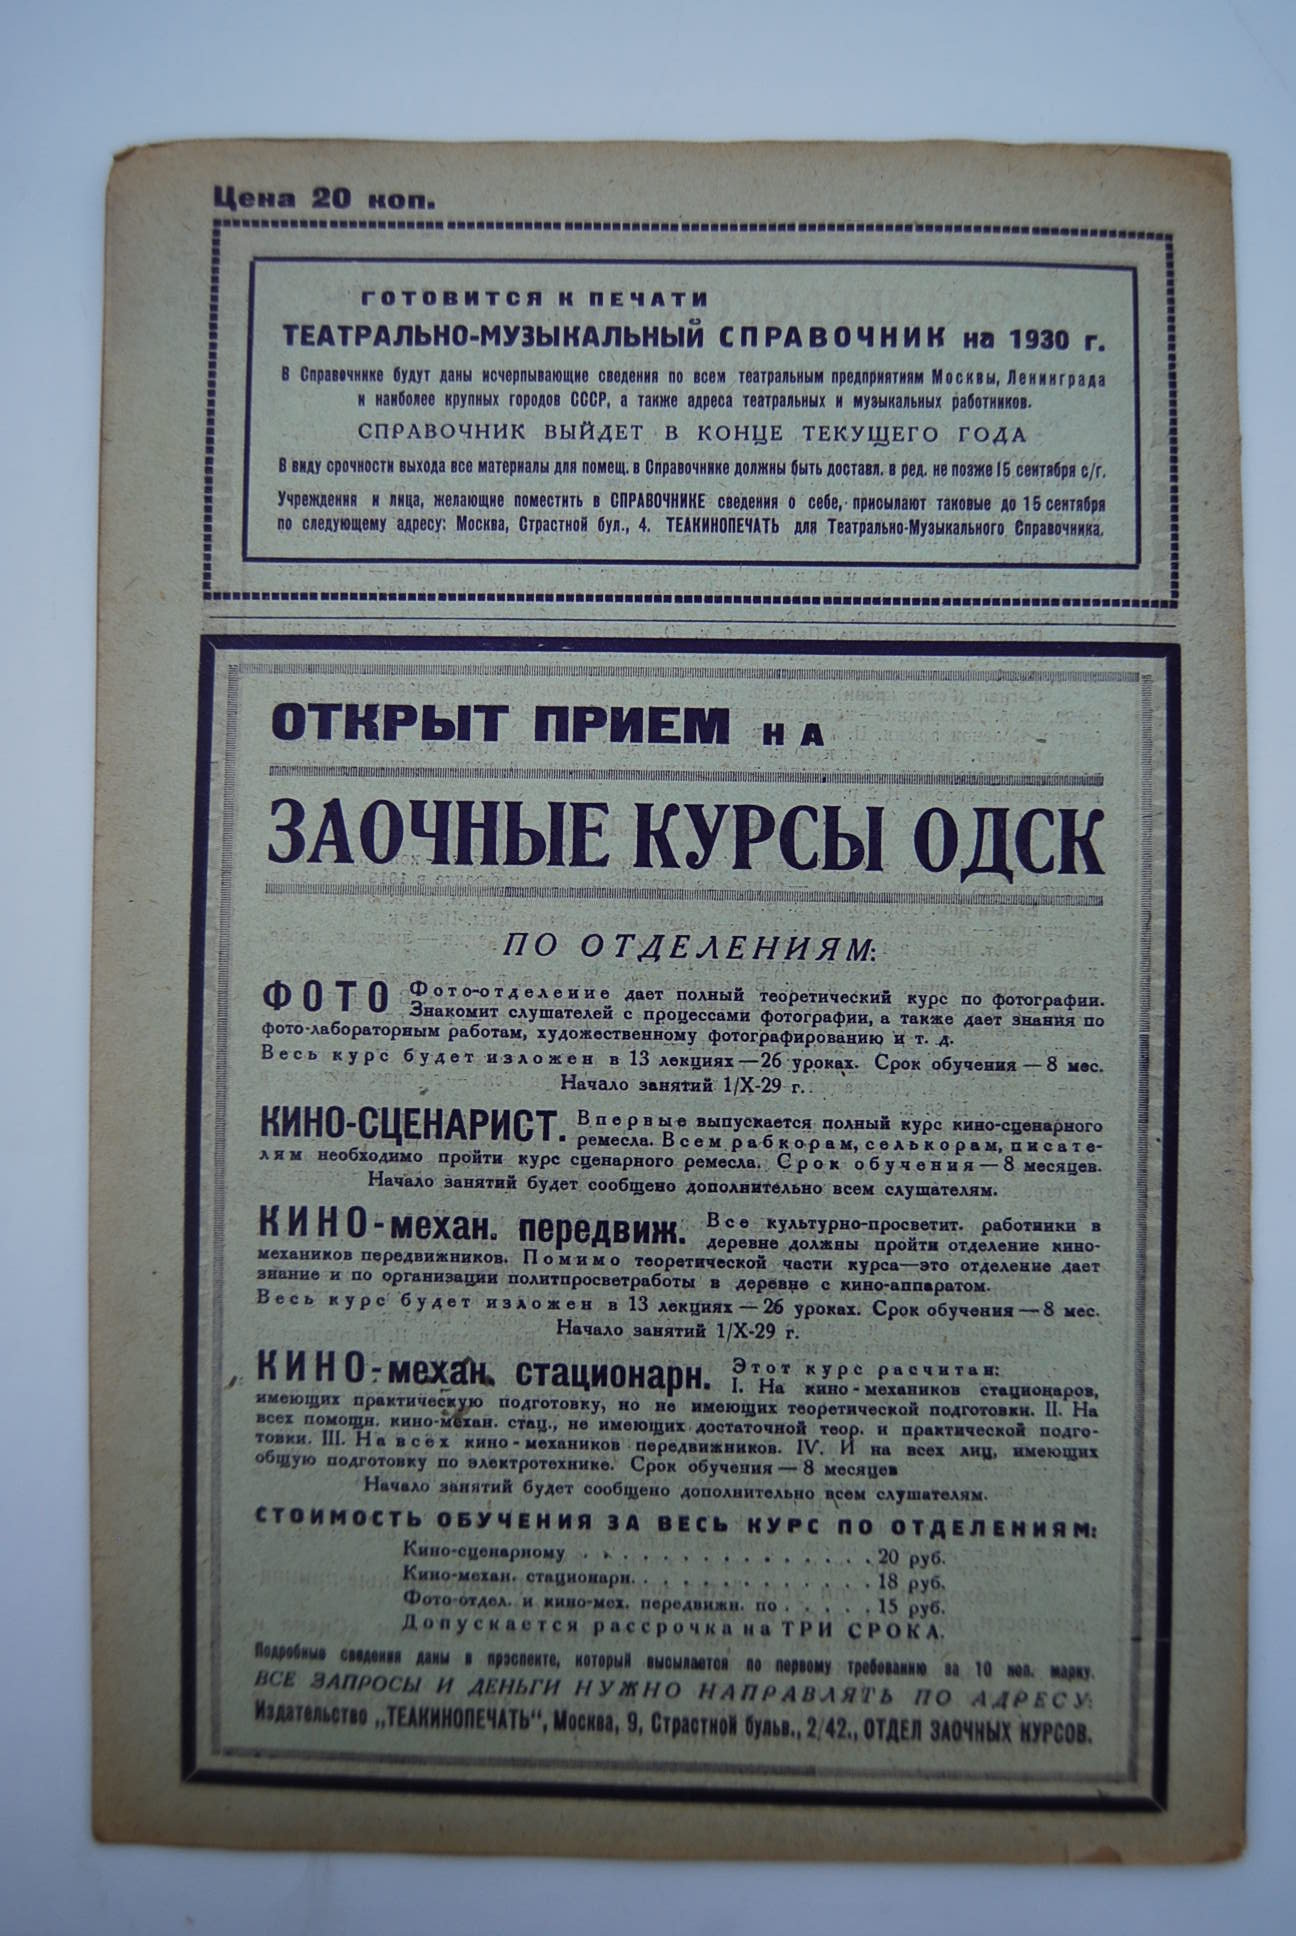 Цена 20 коп.
ГОТОВИТСЯ К ПЕЧАТИ
ТЕАТРАЛЬНО-МУЗЫКАЛЬНЫЙ СПРАВОЧНИК на 1930 г.
В Справочнике будут даны исчерпывающие сведения по всем театральным предприятиям Москвы, Ленинграда
и наиболее крупных городов СССР, а также адреса театральных и музыкальных работников.
СПРАВОЧНИК ВЫЙДЕТ В КОНЦЕ ТЕКУЩЕГО ГОДА
В виду срочности выхода все материалы для помещ. в Справочнике должны быть доставл. в ред. не позже 15 сентября с/г.
Учреждения и лица, желающие поместить в СПРАВОЧНИКЕ сведения о себе, присылают таковые до 15 сентября
по следующему адресу: Москва, Страстной бул., 4. ТЕАКИНОПЕЧАТЬ для Театрально-Музыкального Справочника.
ОТКРЫТ ПРИЕМ НА
ЗАОЧНЫЕ КУРСЫ ОДСК
ПО ОТДЕЛЕНИЯМ:
ФОТО Фото-отделение дает полный теоретический курс по фотографии.
Знакомит слушателей с процессами фотографии, а также дает знания по
фото-лабораторным работам, художественному фотографированию и т. д.
Весь курс будет изложен в 13 лекциях—26 уроках. Срок обучения—8 мес.
Начало занятий 1/X-29 г.
КИНО-СЦЕНАРИСТ. Впервые выпускается полный курс кино-сценарного
ремесла. Всем рабкорам, селькорам, писате-
лям необходимо пройти курс сценарного ремесла. Срок обучения—8 месяцев.
Начало занятий будет сообщено дополнительно всем слушателям.
КИНО-механ. передвиж. Все культурно-просветит. работники в
деревне должны пройти отделение кино-
механиков передвижников. Помимо теоретической части курса—это отделение дает
знание и по организации политпросветработы в деревне с кино-аппаратом.
Весь курс будет изложен в 13 лекциях—26 уроках. Срок обучения—8 мес.
Начало занятий 1/X-29 г.
КИНО-механ. стационарн. Этот курс расчитан:
I. На кино-механиков стационаров,
имеющих практическую подготовку, но не имеющих теоретической подготовки. II. На
всех помощн. кино-механ. стац., не имеющих достаточной теор. и практической подго-
товки. III. На всех кино-механиков передвижников. IV. И на всех лиц, имеющих
общую подготовку по электротехнике. Срок обучения—8 месяцев
Начало занятий будет сообщено дополнительно всем слушателям.
СТОИМОСТЬ ОБУЧЕНИЯ ЗА ВЕСЬ КУРС ПО ОТДЕЛЕНИЯМ:
Кино-сценарному . . . . . . . . . . . . . . 20 руб.
Кино-механ. стационарн. . . . . . . . . . . . 18 руб.
Фото-отдел. и кино-мех. передвижн. по . . . . . 15 руб.
Допускается рассрочка на ТРИ СРОКА.
Подробные сведения даны в проспекте, который высылается по первому требованию за 10 коп. марку.
ВСЕ ЗАПРОСЫ И ДЕНЬГИ НУЖНО НАПРАВЛЯТЬ ПО АДРЕСУ:
Издательство „ТЕАКИНОПЕЧАТЬ", Москва, 9, Страстной бульв., 2/42., ОТДЕЛ ЗАОЧНЫХ КУРСОВ.